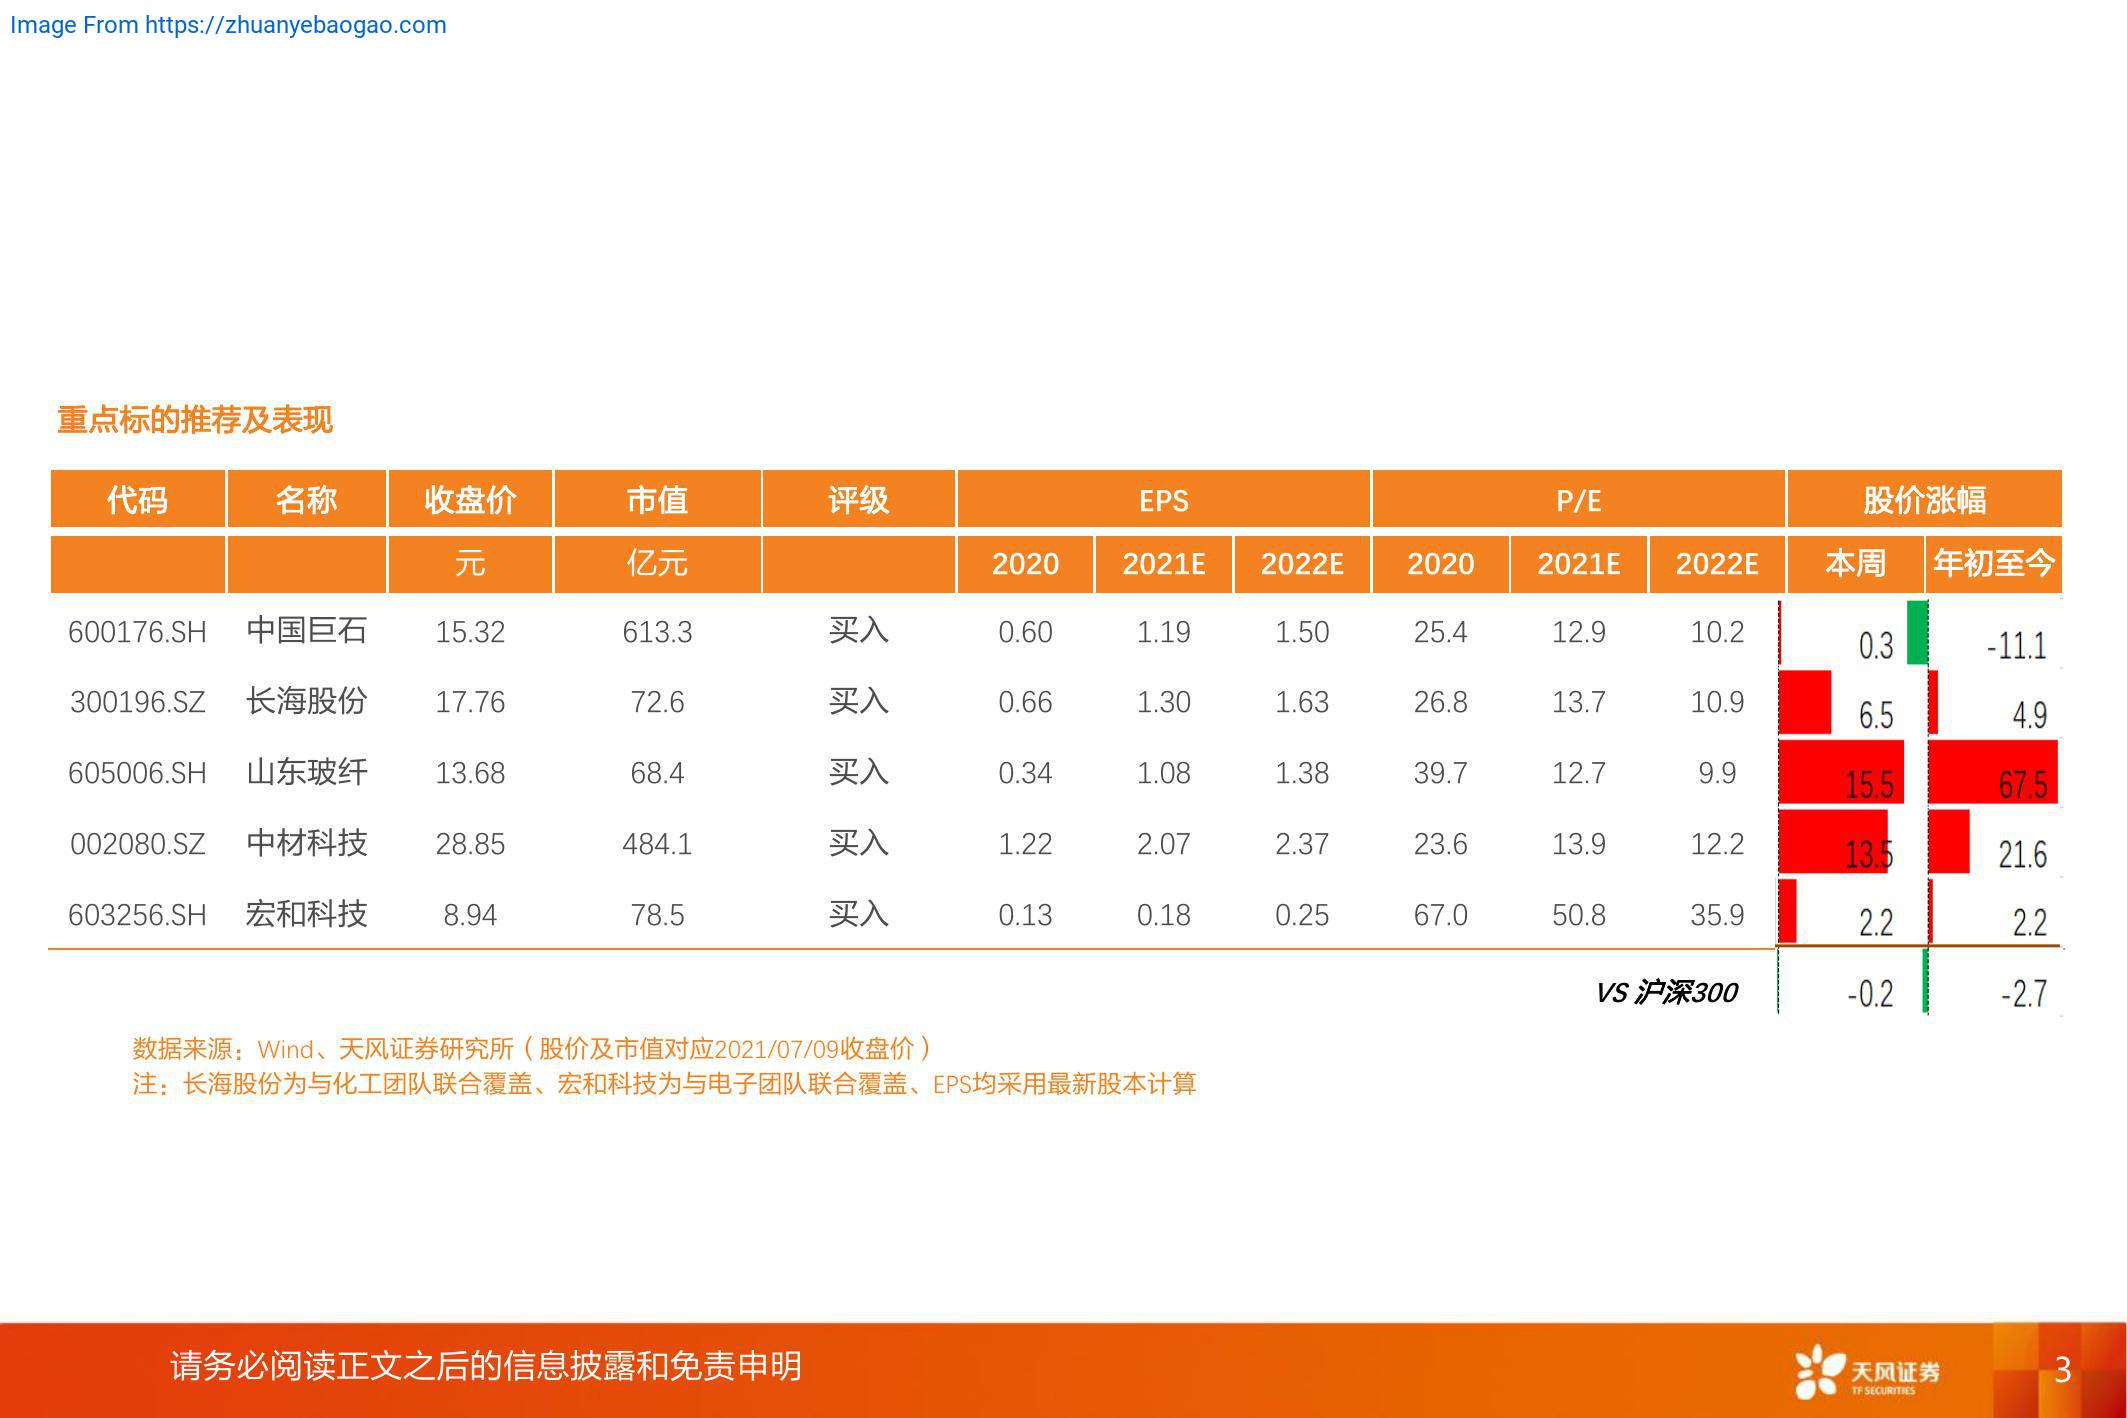 Image From https://zhuanyebaogao.com
重点标的推荐及表现
代码 名称 收盘价 市值 评级 EPS P/E 股价涨幅
元 亿元 2020 2021E 2022E 2020 2021E 2022E 本周 年初至今
600176.SH 中国巨石 15.32 613.3 买入 0.60 1.19 1.50 25.4 12.9 10.2 0.3 -11.1
300196.SZ 长海股份 17.76 72.6 买入 0.66 1.30 1.63 26.8 13.7 10.9 6.5 4.9
605006.SH 山东玻纤 13.68 68.4 买入 0.34 1.08 1.38 39.7 12.7 9.9 15.5 67.5
002080.SZ 中材科技 28.85 484.1 买入 1.22 2.07 2.37 23.6 13.9 12.2 13.5 21.6
603256.SH 宏和科技 8.94 78.5 买入 0.13 0.18 0.25 67.0 50.8 35.9 2.2 2.2
VS 沪深300 -0.2 -2.7
数据来源：Wind、天风证券研究所（股价及市值对应2021/07/09收盘价）
注：长海股份为与化工团队联合覆盖、宏和科技为与电子团队联合覆盖、EPS均采用最新股本计算
请务必阅读正文之后的信息披露和免责申明
天风证券
TF SECURITIES
3